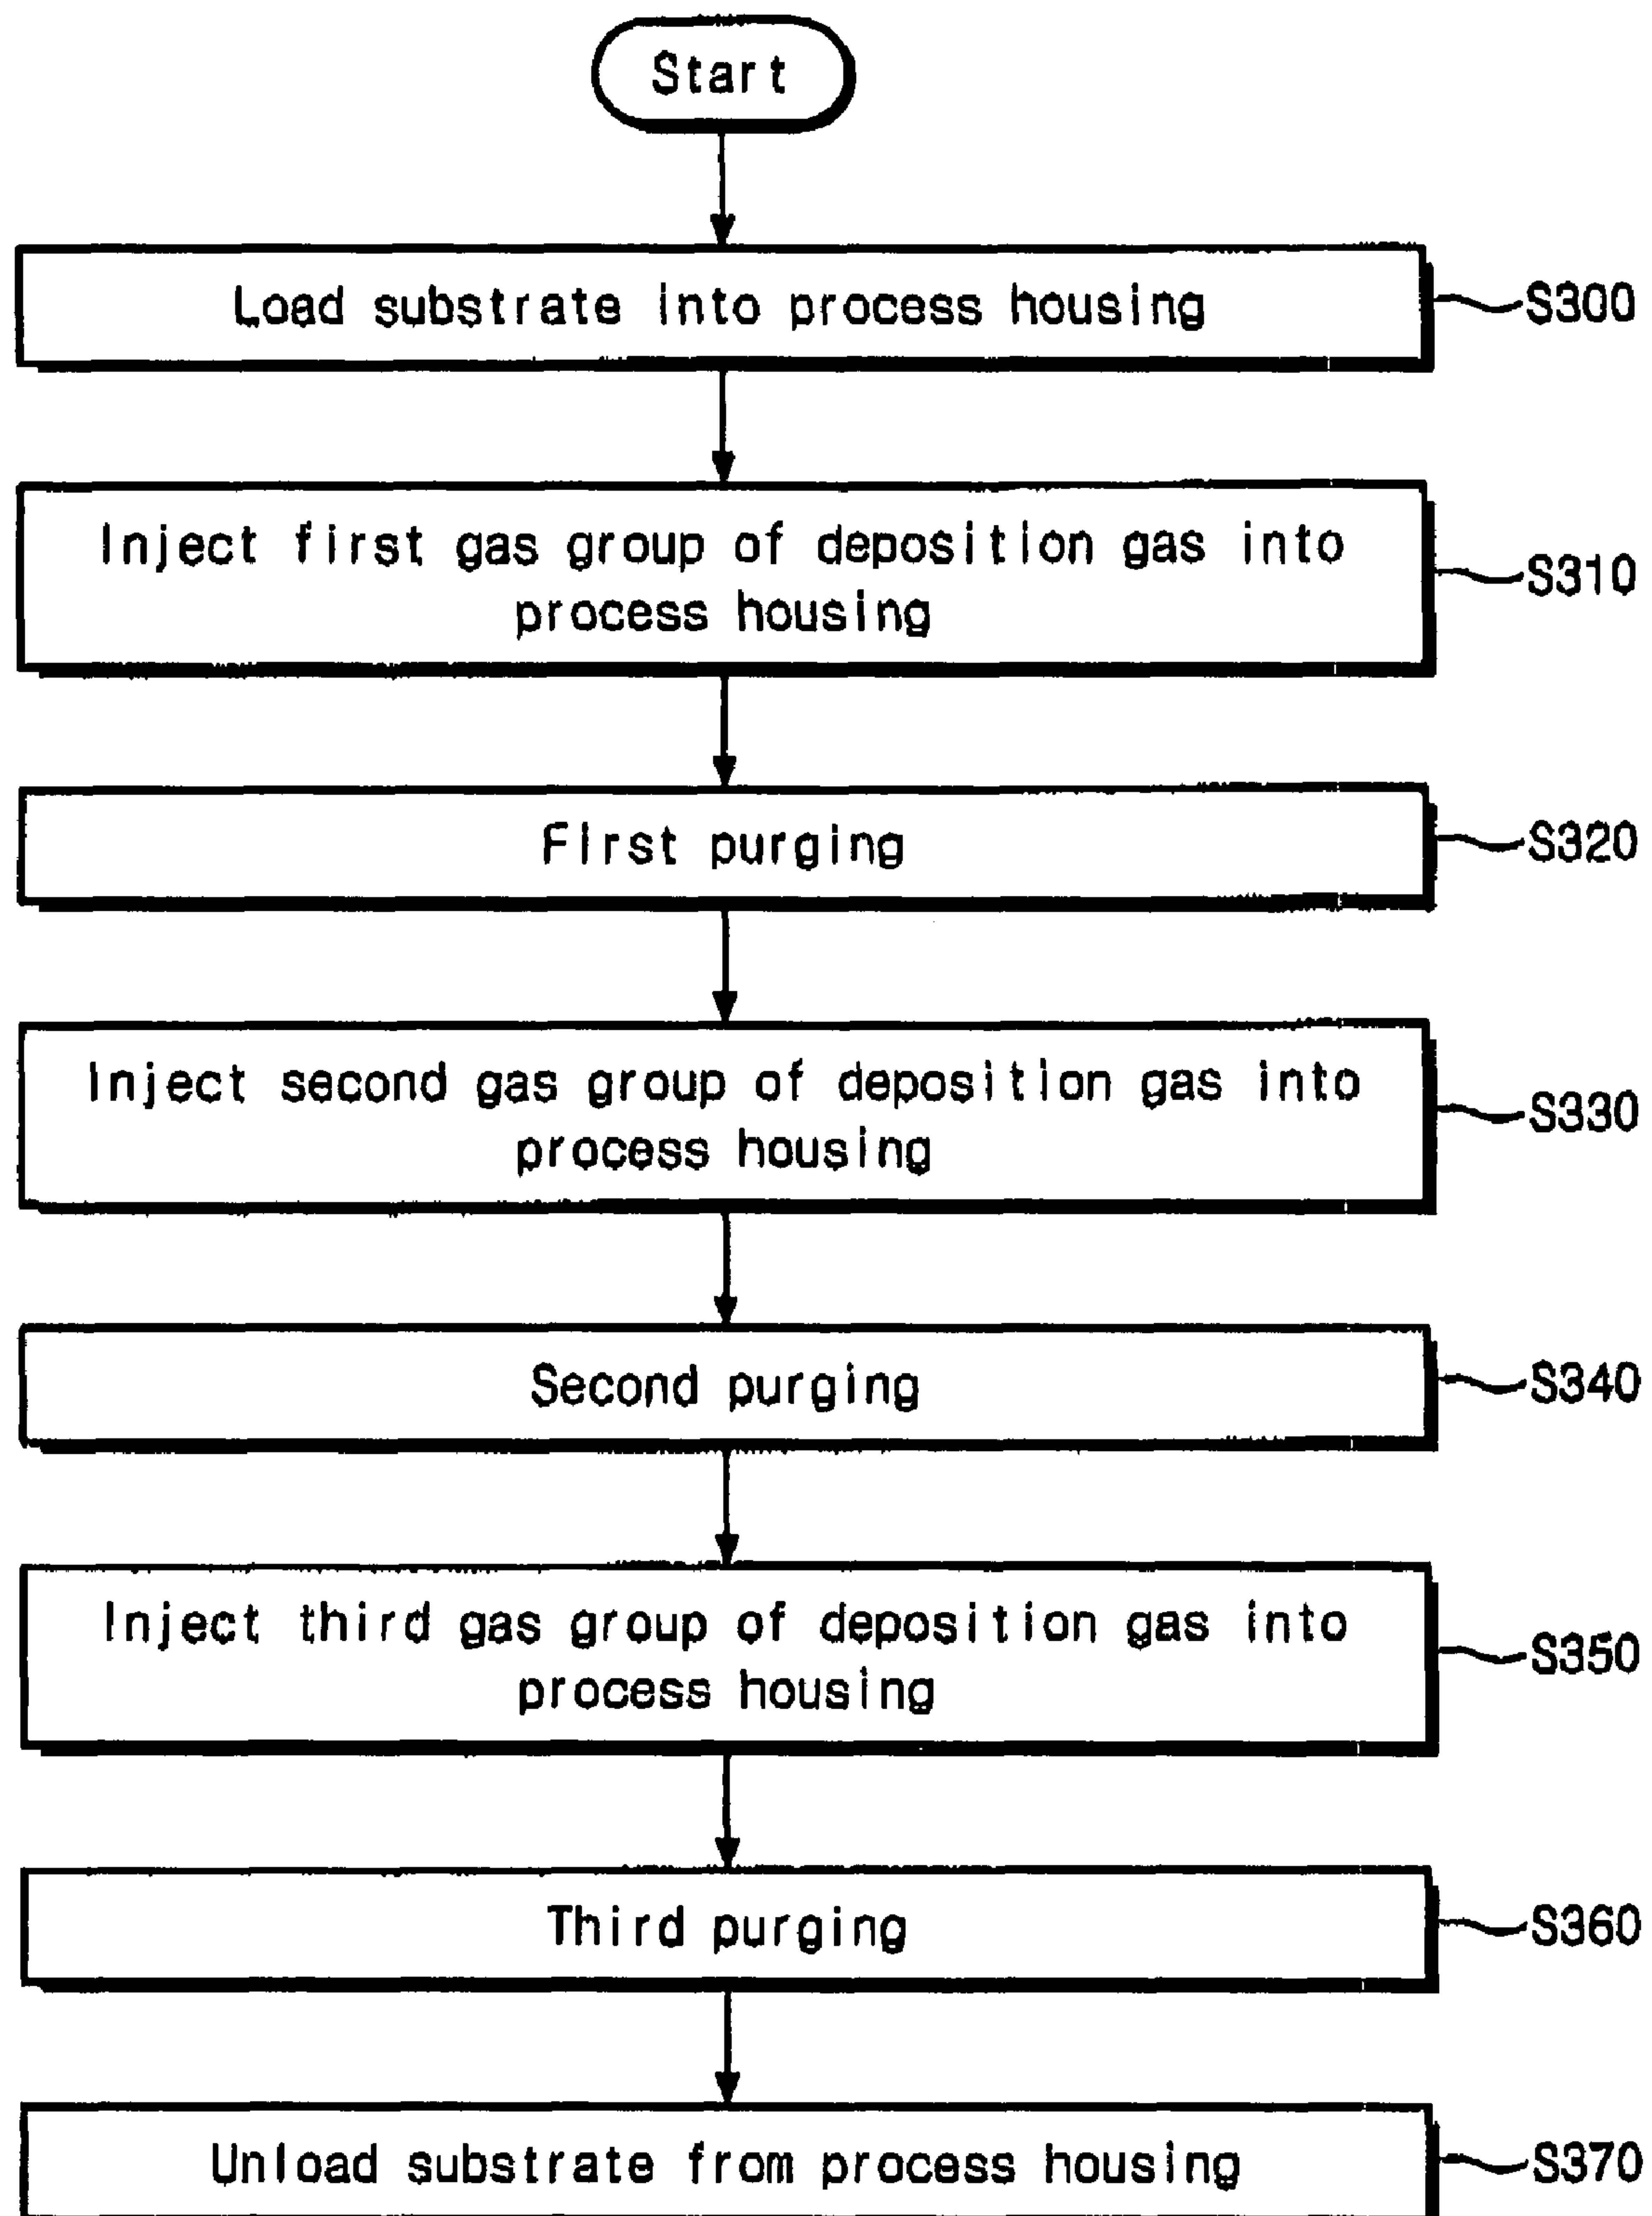 Start
Load substrate into process housing
S300
Inject first gas group of deposition gas into
process housing
S310
First purging
S320
Inject second gas group of deposition gas into
process housing
S330
Second purging
S340
Inject third gas group of deposition gas into
process housing
S350
Third purging
S360
Unload substrate from process housing
S370